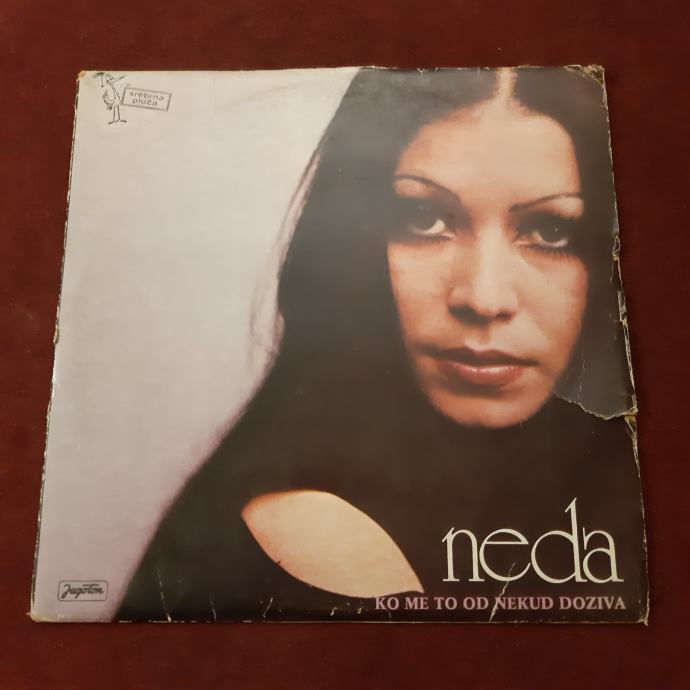 srebrna
ploča
neda
KO ME TO OD NEKUD DOZIVA
Jugoton